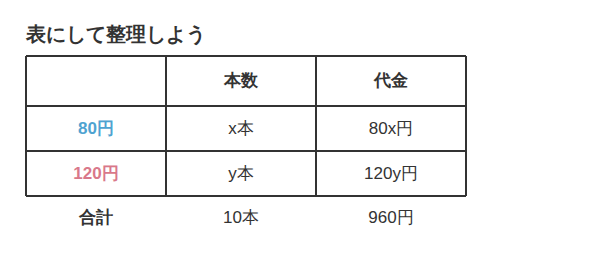 表にして整理しよう
本数 代金
80円 x本 80x円
120円 y本 120y円
合計 10本 960円